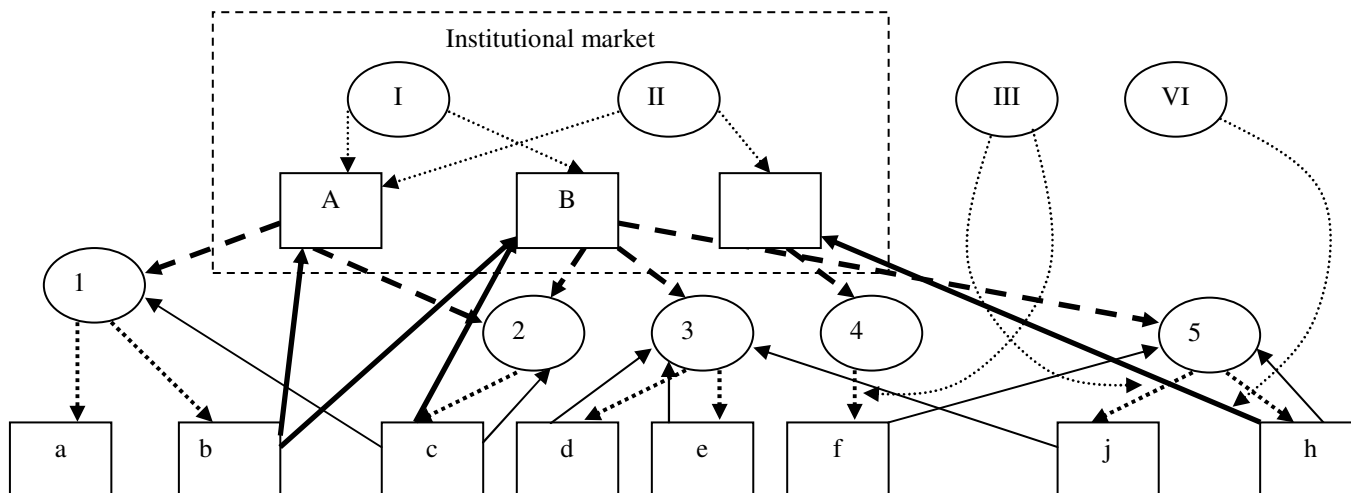 Institutional market
I II III VI
A B
1 2 3 4 5
a b c d e f j h